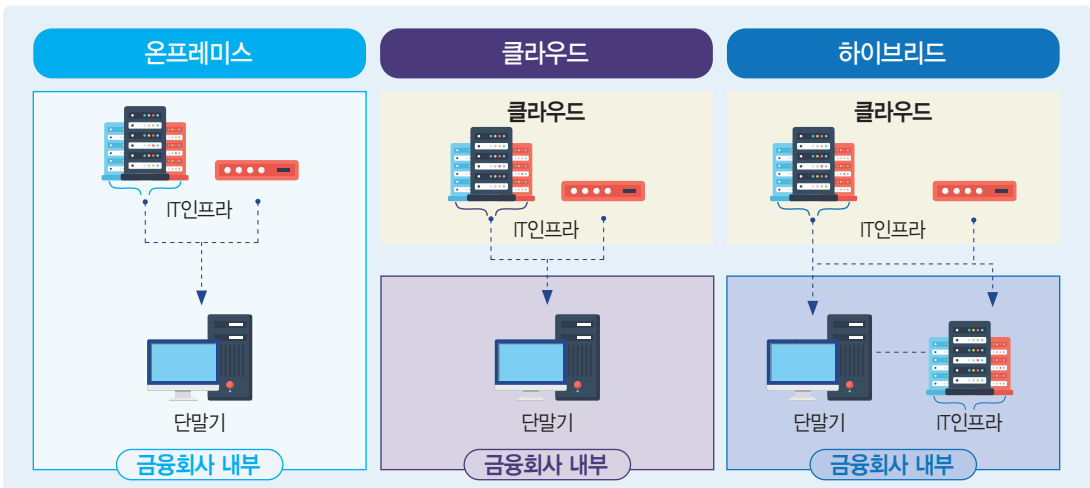 온프레미스
IT인프라
단말기
금융회사 내부
클라우드
클라우드
IT인프라
단말기
금융회사 내부
하이브리드
클라우드
IT인프라
단말기
IT인프라
금융회사 내부